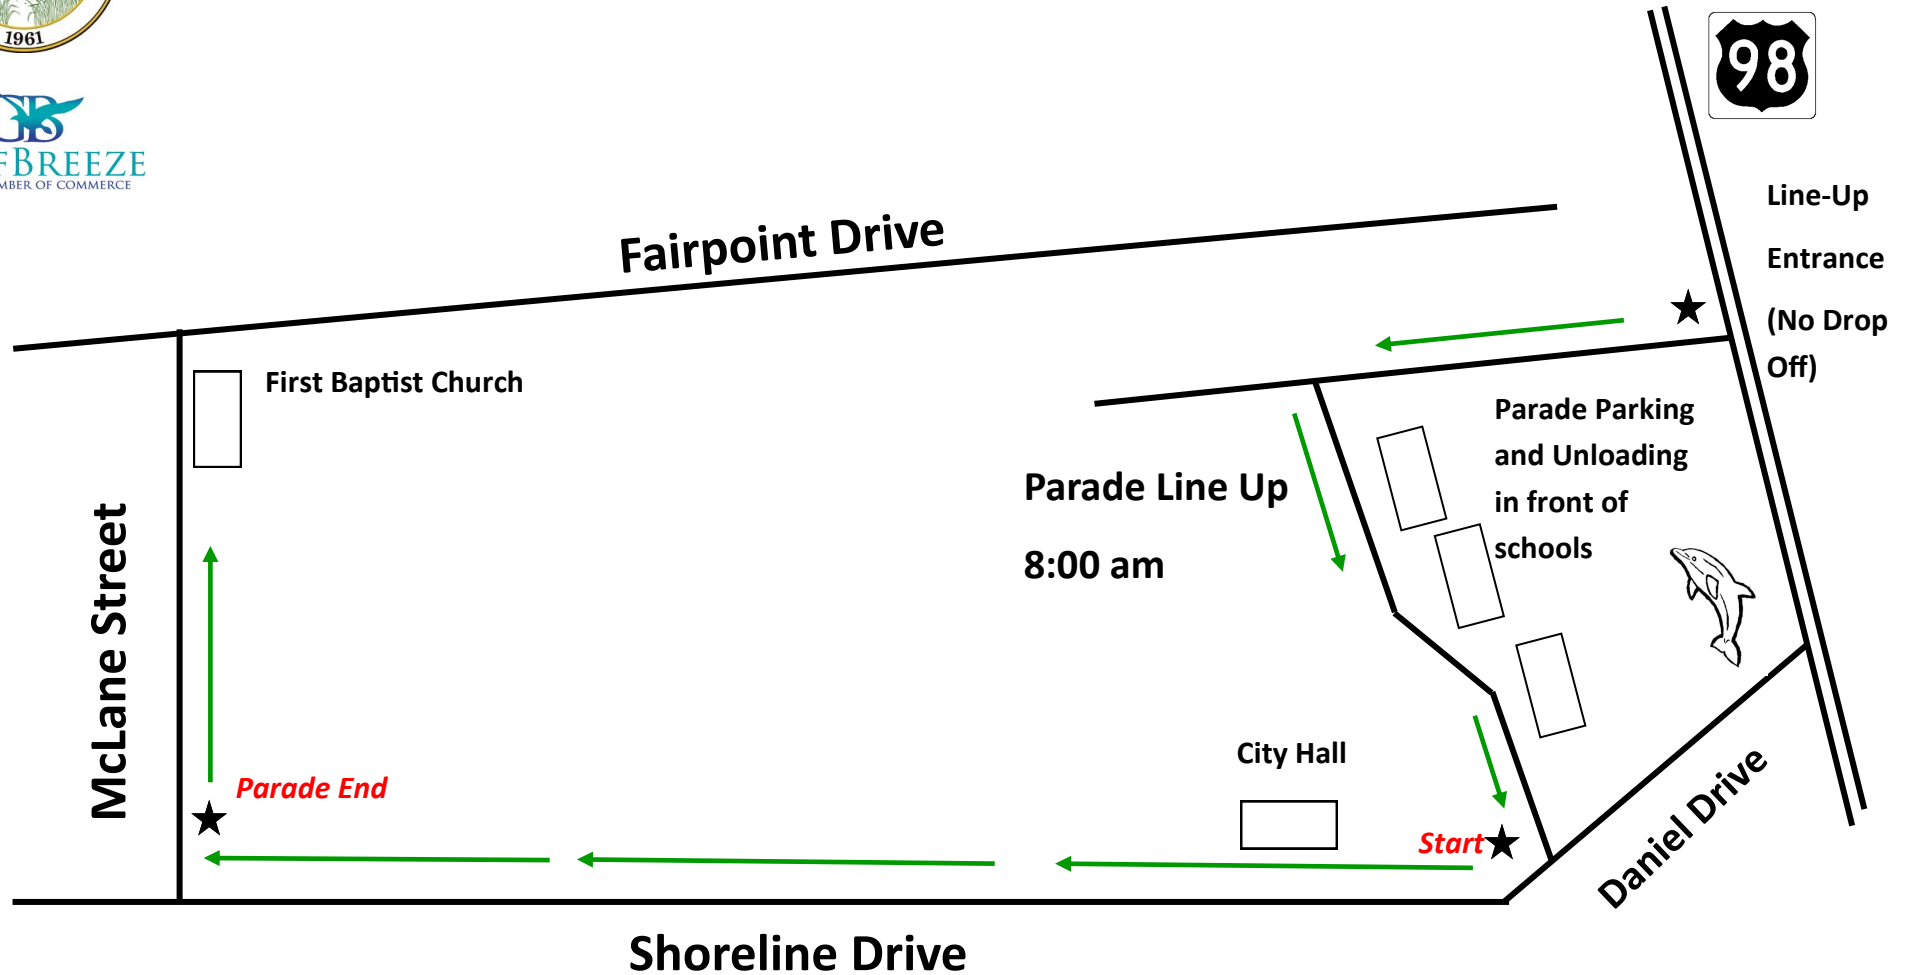 1961
98
BREEZE
OF COMMERCE
Line-Up
Entrance
(No Drop
Off)
Fairpoint Drive
First Baptist Church
Parade Parking
and Unloading
in front of
schools
Parade Line Up
8:00 am
McLane Street
City Hall
Parade End
Start
Daniel Drive
Shoreline Drive